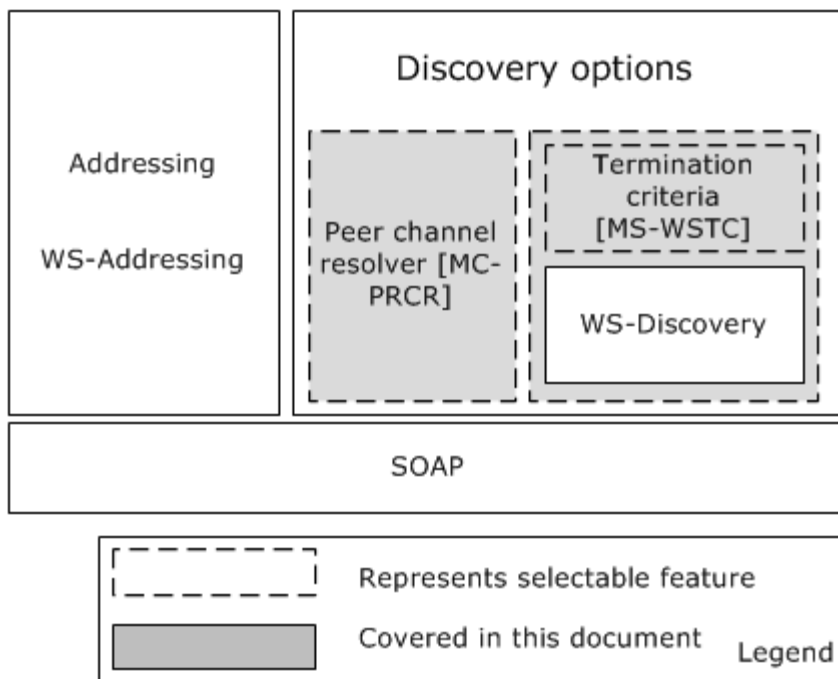 Addressing
WS-Addressing
Discovery options
Peer channel
resolver [MC-
PRCR]
Termination
criteria
[MS-WSTC]
WS-Discovery
SOAP
Represents selectable feature
Covered in this document
Legend